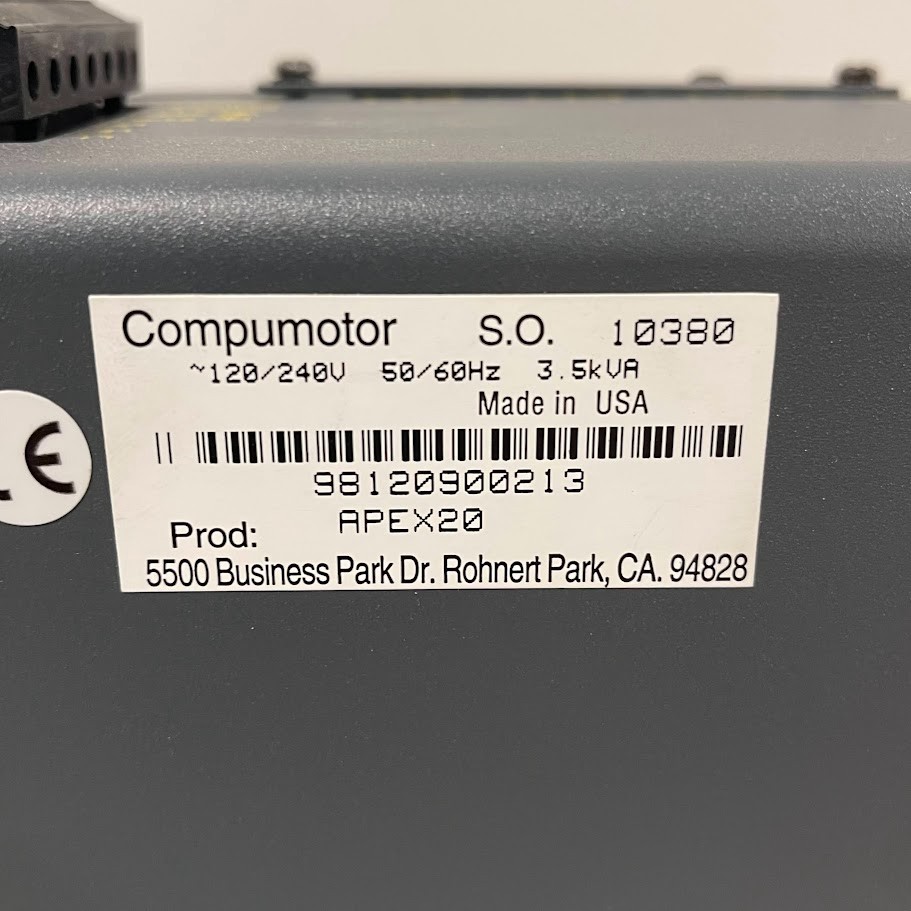 Compumotor S.O. 10380
~120/240V 50/60Hz 3.5kVA
Made in USA
98120900213
Prod: APEX20
5500 Business Park Dr. Rohnert Park, CA. 94828
CE